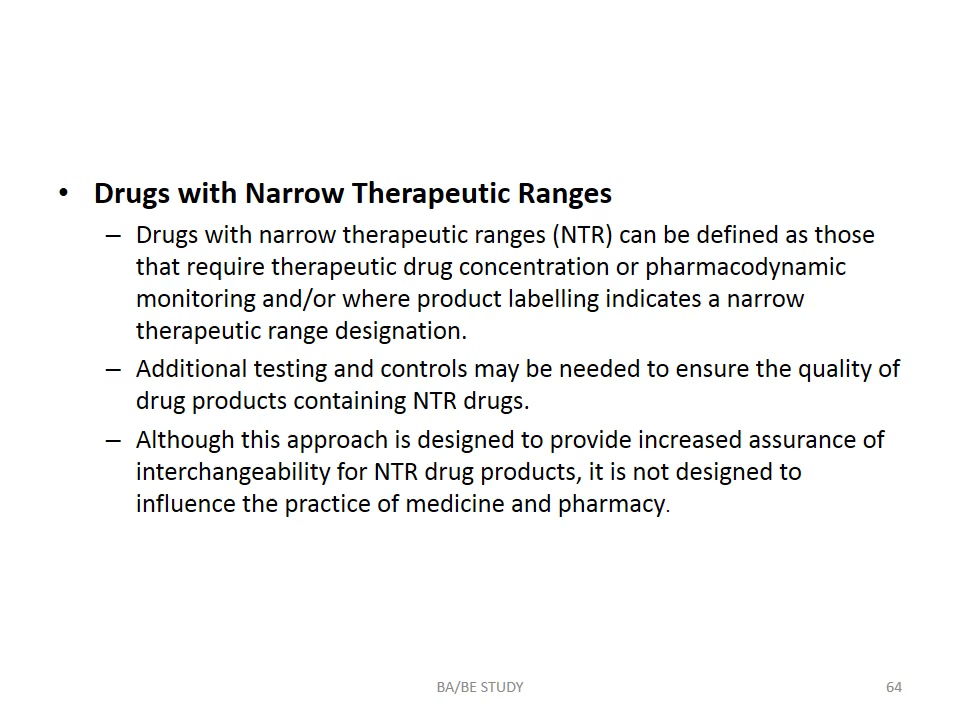 • Drugs with Narrow Therapeutic Ranges
– Drugs with narrow therapeutic ranges (NTR) can be defined as those
that require therapeutic drug concentration or pharmacodynamic
monitoring and/or where product labelling indicates a narrow
therapeutic range designation.
– Additional testing and controls may be needed to ensure the quality of
drug products containing NTR drugs.
– Although this approach is designed to provide increased assurance of
interchangeability for NTR drug products, it is not designed to
influence the practice of medicine and pharmacy.
BA/BE STUDY
64